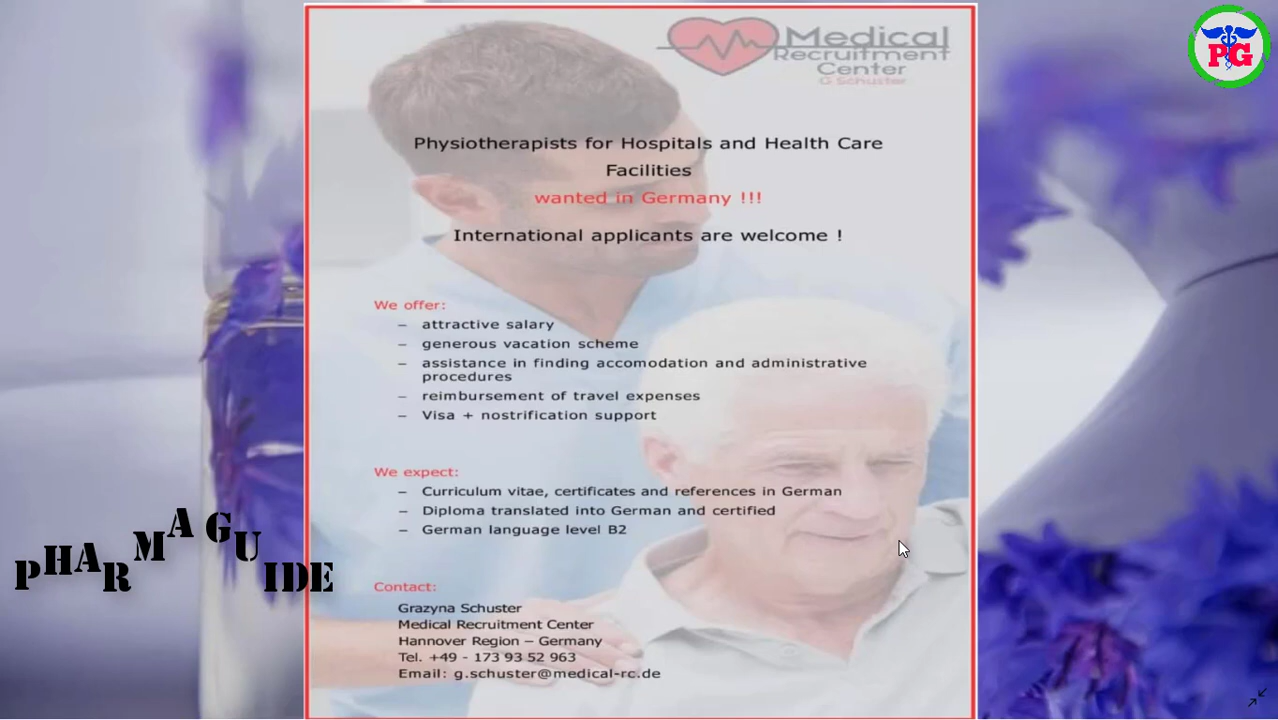 Medical
Recruitment
Center
G Schuster
PG
Physiotherapists for Hospitals and Health Care
Facilities
wanted in Germany !!!
International applicants are welcome !
We offer:
– attractive salary
– generous vacation scheme
– assistance in finding accomodation and administrative
procedures
– reimbursement of travel expenses
– Visa + nostrification support
We expect:
– Curriculum vitae, certificates and references in German
– Diploma translated into German and certified
– German language level B2
PHARMA GUIDE
Contact:
Grazyna Schuster
Medical Recruitment Center
Hannover Region – Germany
Tel. +49 - 173 93 52 963
Email: g.schuster@medical-rc.de